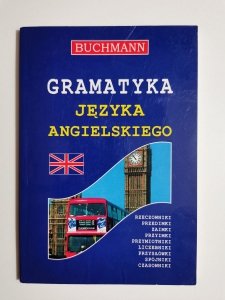 BUCHMANN
GRAMATYKA
JĘZYKA
ANGIELSKIEGO
RZECZOWNIKI
PRZEDIMKI
ZAIMKI
PRZYIMKI
PRZYMIOTNIKI
LICZEBNIKI
PRZYSŁÓWKI
SPÓJNIKI
CZASOWNIKI